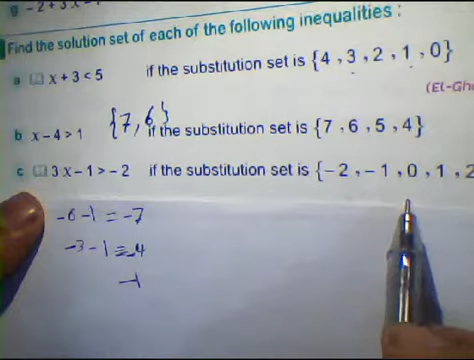 g -2 + 3
Find the solution set of each of the following inequalities :
a x + 3 < 5 if the substitution set is {4 , 3 , 2 , 1 , 0}
b x - 4 > 1 {7, 6} if the substitution set is {7 , 6 , 5 , 4}
c 3 x - 1 > - 2 if the substitution set is {- 2 , - 1 , 0 , 1 , 2
-6 -1 = -7
-3 -1 = -4
-1